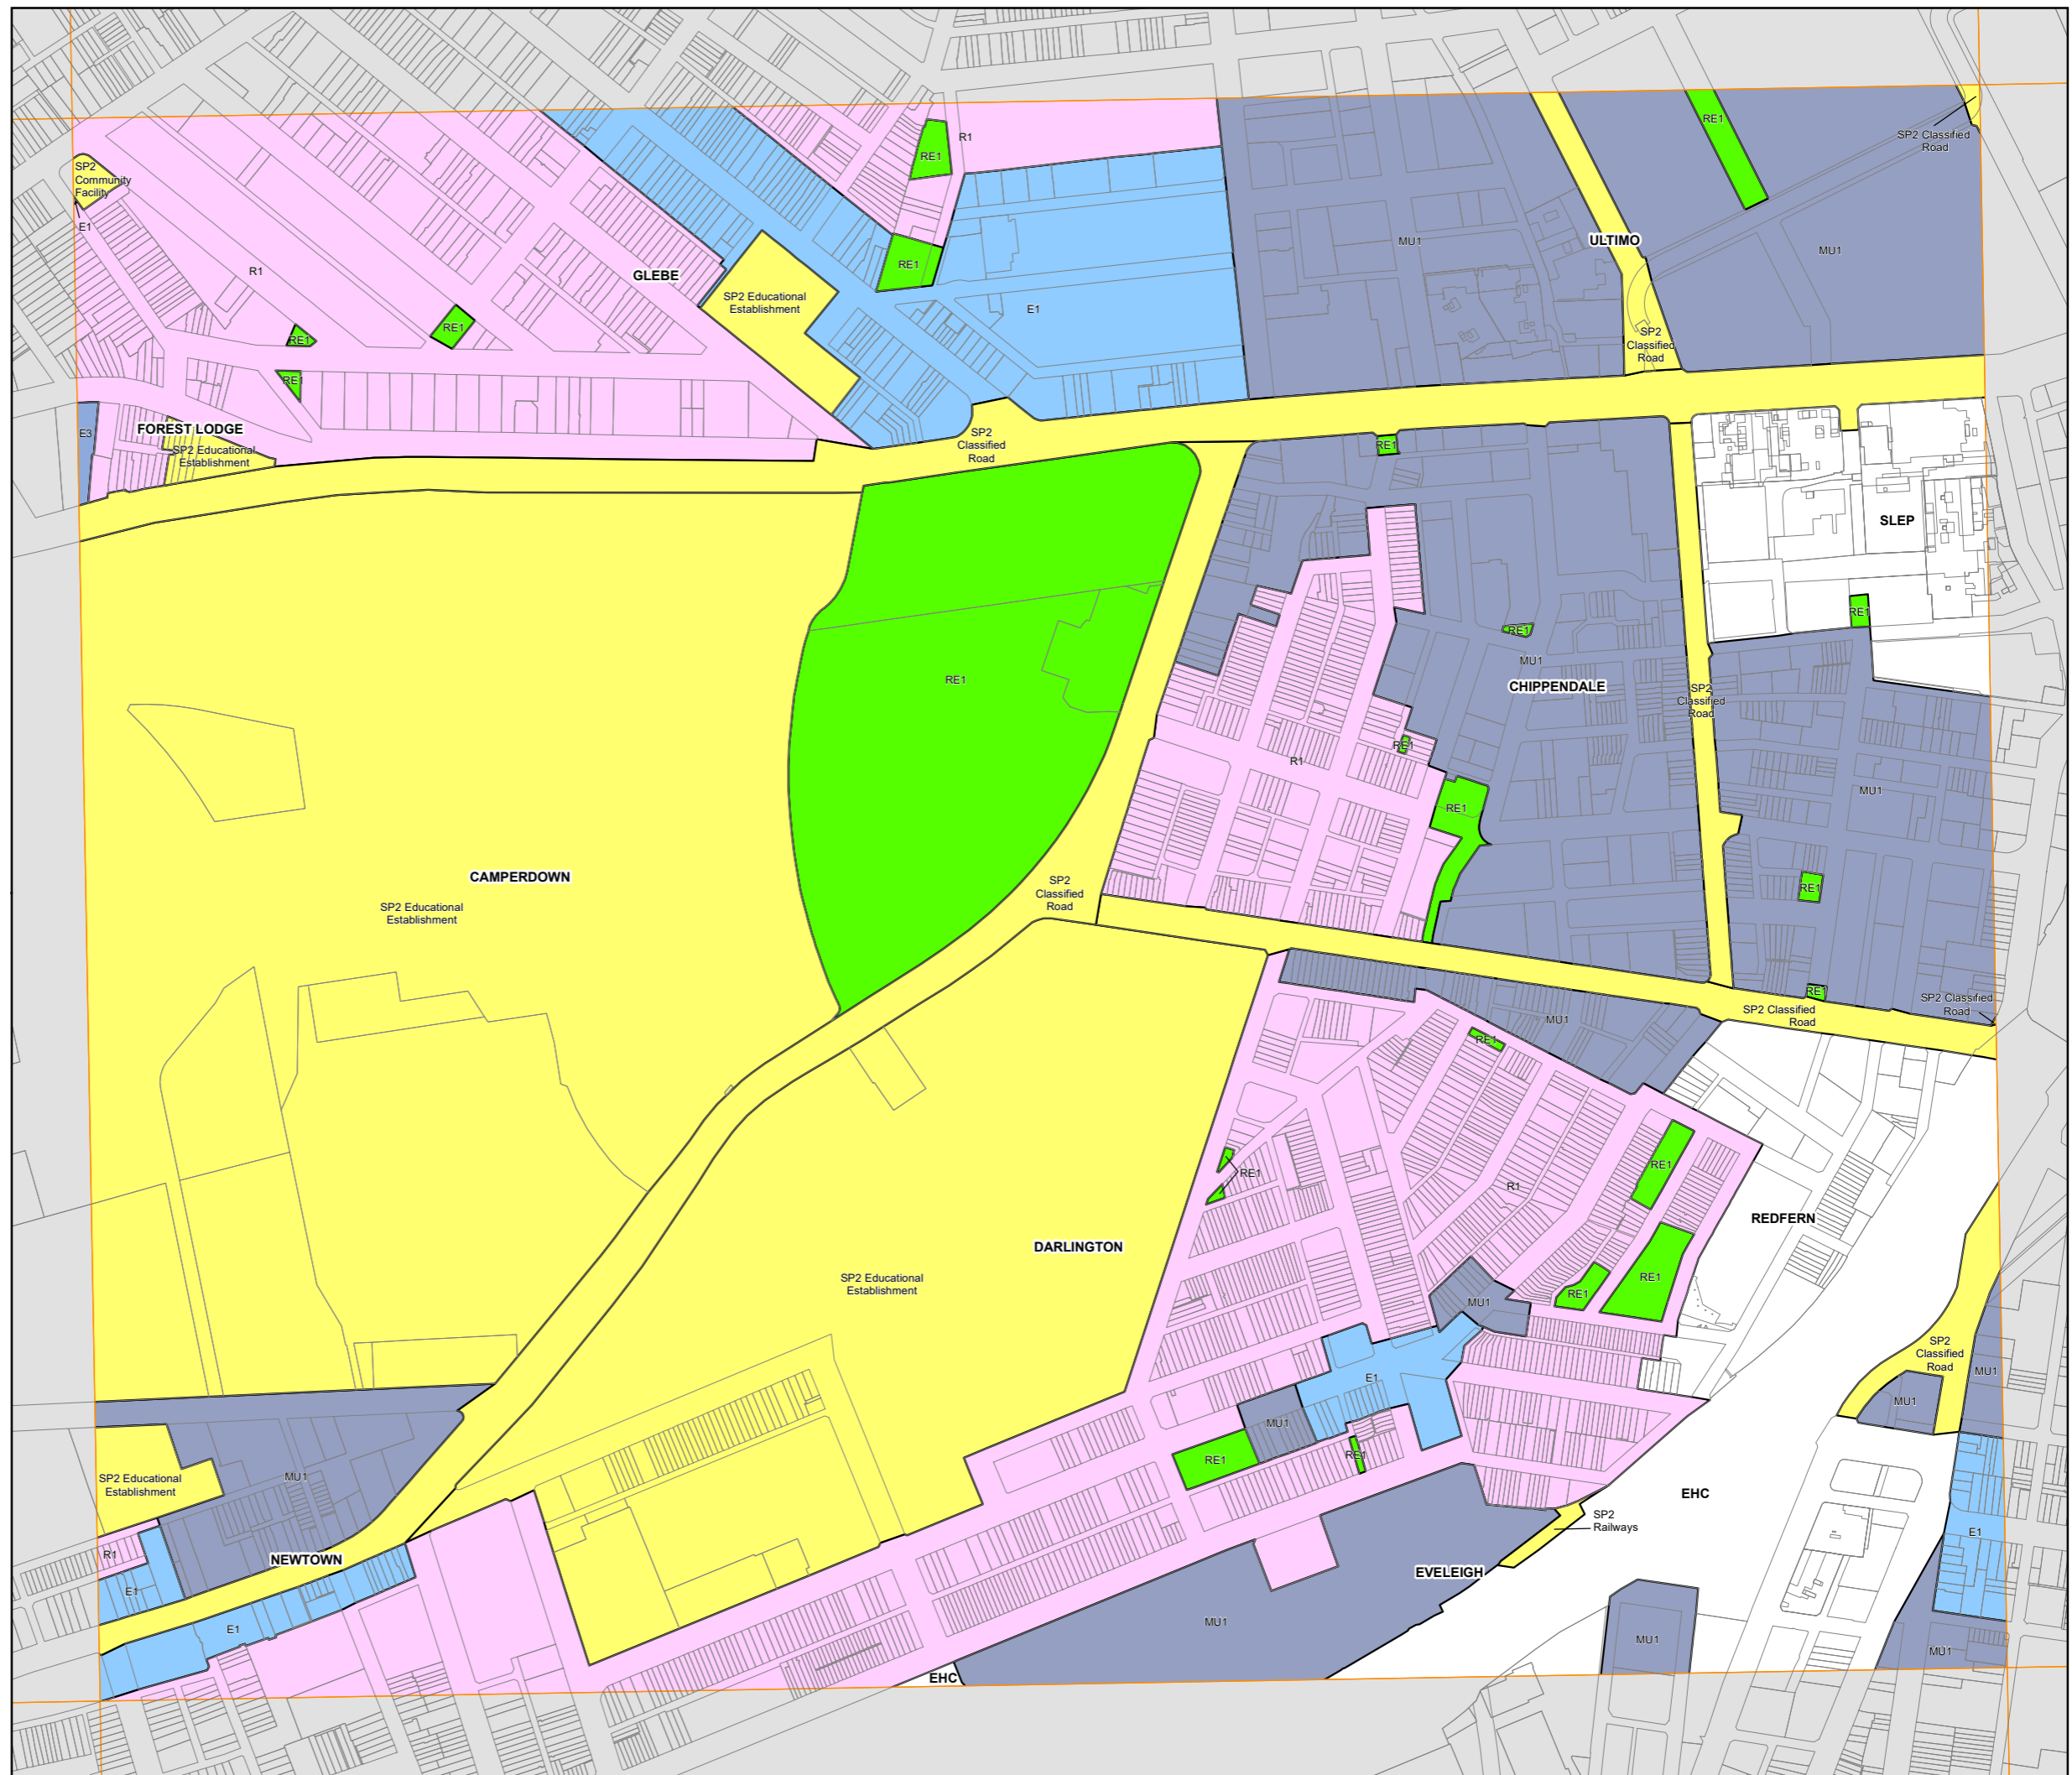 RE1
SP2 Classified
Road
R1
RE1
SP2
Community
Facility
E1
MU1
ULTIMO
MU1
R1
GLEBE
RE1
SP2 Educational
Establishment
E1
RE1
RE1
SP2
Classified
Road
RE1
E3
FOREST LODGE
SP2 Educational
Establishment
SP2
Classified
Road
RE1
SLEP
RE1
RE1
MU1
CHIPPENDALE
RE1
SP2
Classified
Road
RE1
R1
MU1
RE1
CAMPERDOWN
SP2 Educational
Establishment
SP2
Classified
Road
RE1
RE1
SP2 Classified
Road
SP2 Classified
Road
MU1
RE1
RE1
RE1
R1
REDFERN
DARLINGTON
SP2 Educational
Establishment
RE1
RE1
MU1
SP2
Classified
Road
MU1
E1
MU1
MU1
RE1
RE1
SP2 Educational
Establishment
MU1
EHC
SP2
Railways
E1
R1
NEWTOWN
EVELEIGH
E1
E1
MU1
MU1
MU1
EHC